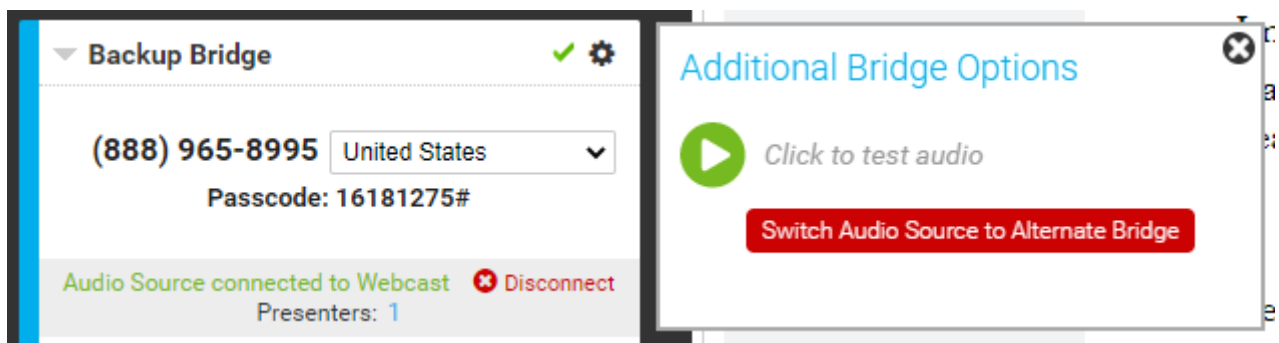 Backup Bridge
(888) 965-8995 United States
Passcode: 16181275#
Audio Source connected to Webcast Disconnect
Presenters: 1
Additional Bridge Options
Click to test audio
Switch Audio Source to Alternate Bridge